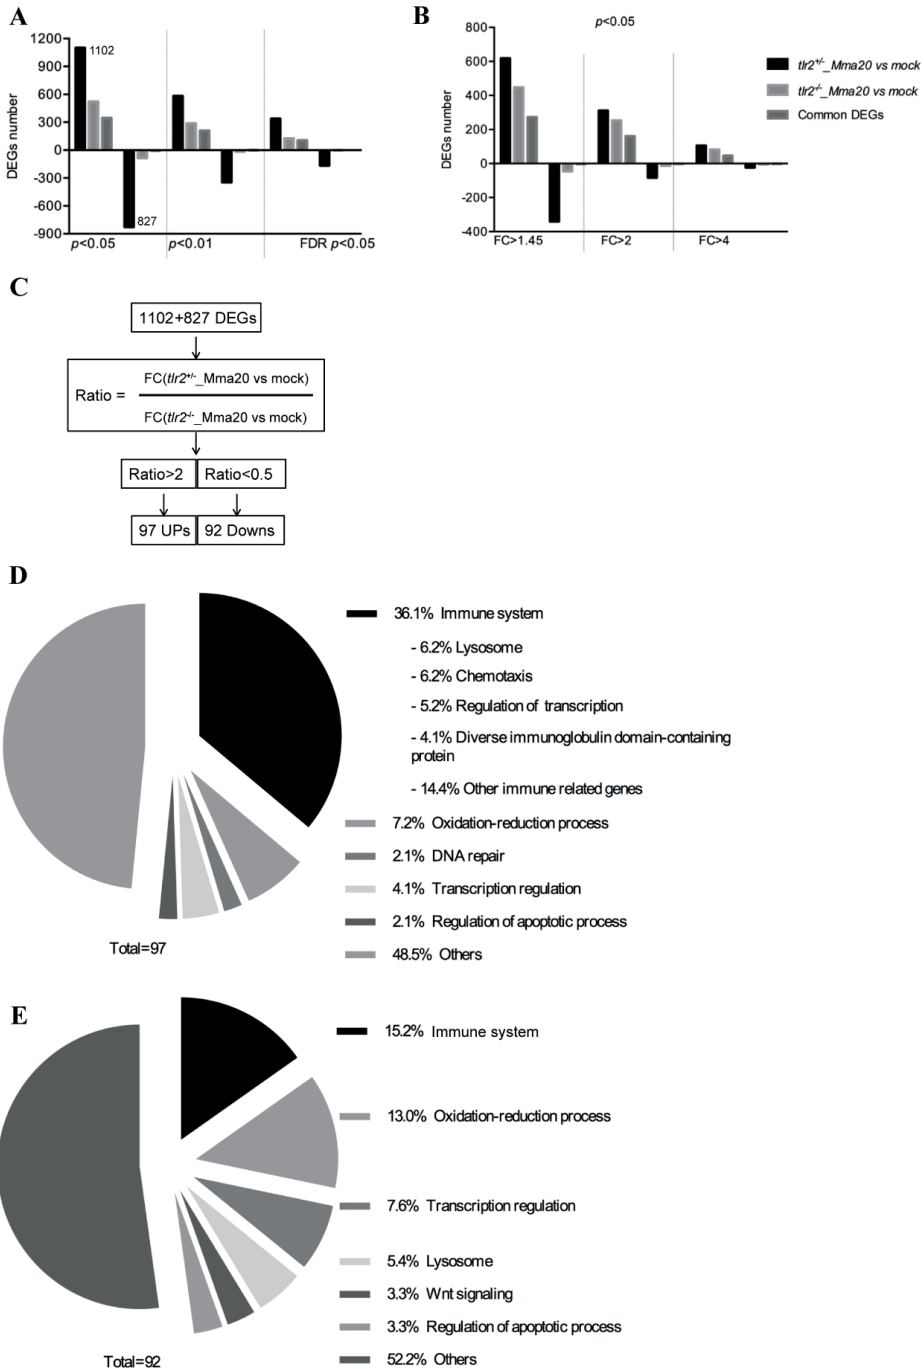 A
1200
900
600
300
0
-300
-600
-900
DEGs number
1102
827
p<0.05
p<0.01
FDR p<0.05
B
p<0.05
800
600
400
200
0
-200
-400
DEGs number
FC>1.45
FC>2
FC>4
tlr2+/-_Mma20 vs mock
tlr2-/-_Mma20 vs mock
Common DEGs
C
1102+827 DEGs
Ratio =
FC(tlr2+/-_Mma20 vs mock)
FC(tlr2-/-_Mma20 vs mock)
Ratio>2
Ratio<0.5
97 UPs
92 Downs
D
36.1% Immune system
- 6.2% Lysosome
- 6.2% Chemotaxis
- 5.2% Regulation of transcription
- 4.1% Diverse immunoglobulin domain-containing
protein
- 14.4% Other immune related genes
7.2% Oxidation-reduction process
2.1% DNA repair
4.1% Transcription regulation
2.1% Regulation of apoptotic process
48.5% Others
Total=97
E
15.2% Immune system
13.0% Oxidation-reduction process
7.6% Transcription regulation
5.4% Lysosome
3.3% Wnt signaling
3.3% Regulation of apoptotic process
52.2% Others
Total=92